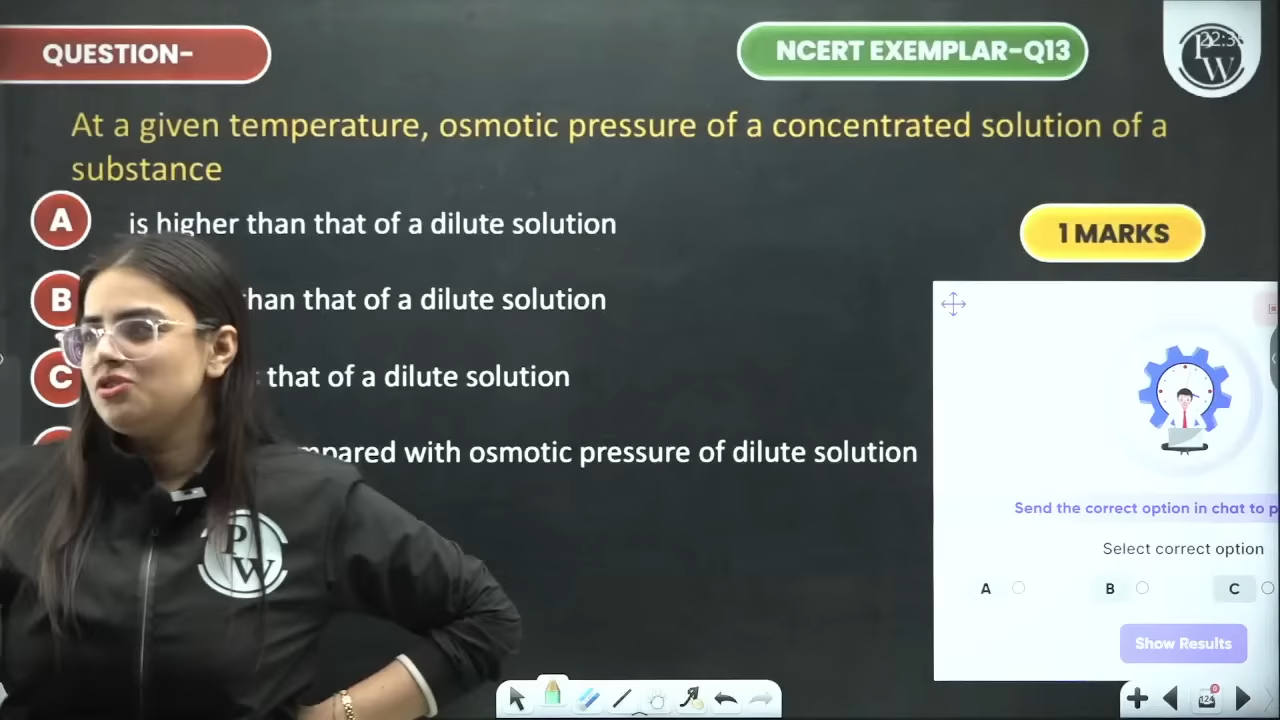 QUESTION-
NCERT EXEMPLAR-Q13
PW
At a given temperature, osmotic pressure of a concentrated solution of a
substance
A
is higher than that of a dilute solution
1 MARKS
B
than that of a dilute solution
C
that of a dilute solution
with osmotic pressure of dilute solution
Send the correct option in chat to
Select correct option
A
B
C
Show Results
PW